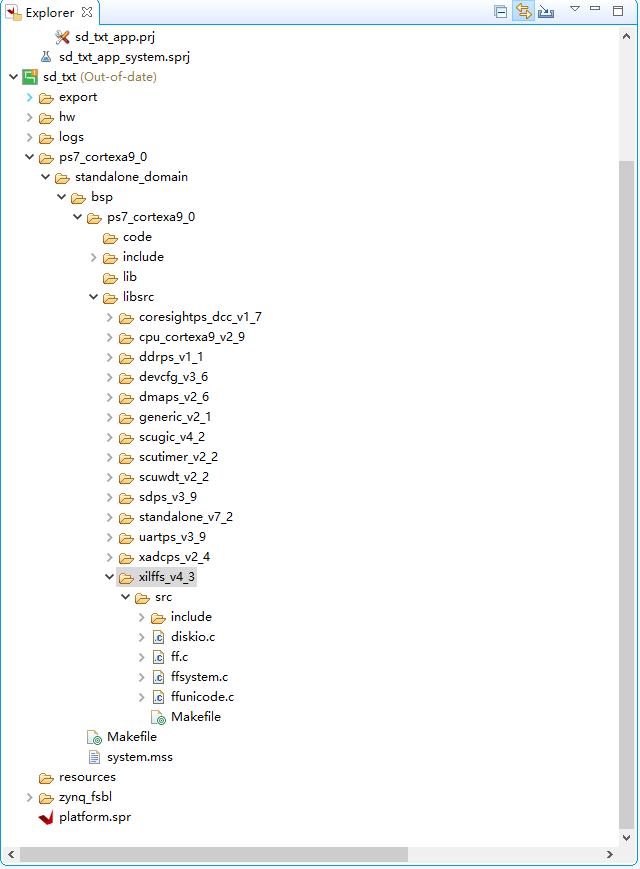 Explorer
sd_txt_app.prj
sd_txt_app_system.sprj
sd_txt (Out-of-date)
export
hw
logs
ps7_cortexa9_0
standalone_domain
bsp
ps7_cortexa9_0
code
include
lib
libsrc
coresightps_dcc_v1_7
cpu_cortexa9_v2_9
ddrps_v1_1
devcfg_v3_6
dmaps_v2_6
generic_v2_1
scugic_v4_2
scutimer_v2_2
scuwdt_v2_2
sdps_v3_9
standalone_v7_2
uartps_v3_9
xadcps_v2_4
xilffs_v4_3
src
include
diskio.c
ff.c
ffsystem.c
ffunicode.c
Makefile
Makefile
system.mss
resources
zynq_fsbl
platform.spr